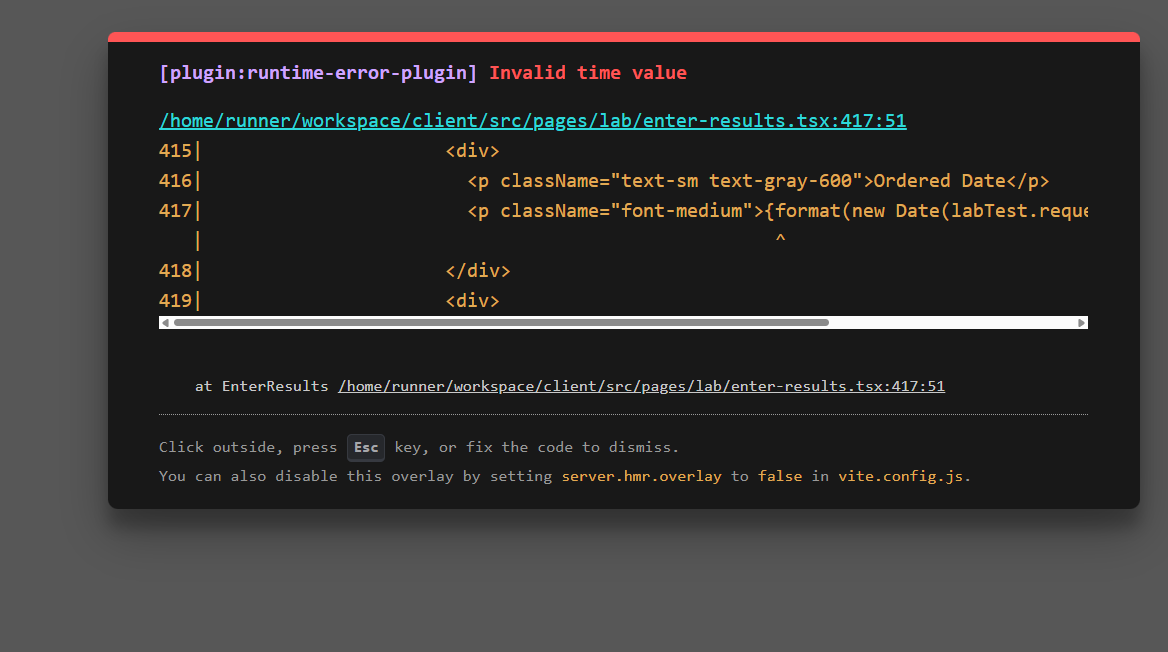 [plugin:runtime-error-plugin] Invalid time value
/home/runner/workspace/client/src/pages/lab/enter-results.tsx:417:51
415|                      <div>
416|                        <p className="text-sm text-gray-600">Ordered Date</p>
417|                        <p className="font-medium">{format(new Date(labTest.reque
   |                                                    ^
418|                      </div>
419|                      <div>
at EnterResults /home/runner/workspace/client/src/pages/lab/enter-results.tsx:417:51
Click outside, press Esc key, or fix the code to dismiss.
You can also disable this overlay by setting server.hmr.overlay to false in vite.config.js.